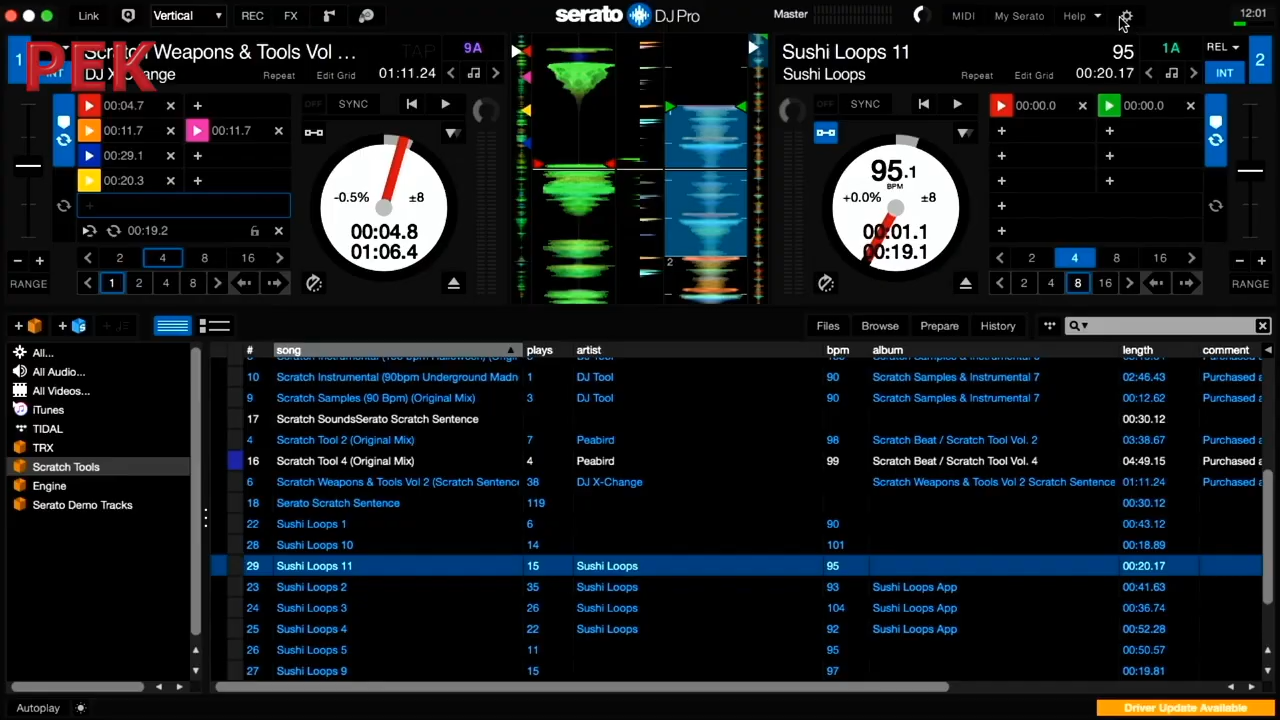 Link Vertical REC FX serato DJ Pro Master MIDI My Serato Help 12:01
1 Scratch Weapons & Tools Vol ... TAP 9A
PEK
INT DJ X-Change Repeat Edit Grid 01:11.24
Sushi Loops 11 95 1A REL 2
Sushi Loops Repeat Edit Grid 00:20.17 INT
00:04.7 OFF SYNC
00:11.7 00:11.7
00:29.1
00:20.3
-0.5% ±8
00:04.8
01:06.4
00:19.2
2 4 8 16
1 2 4 8
RANGE
1
2
OFF SYNC 00:00.0 00:00.0
95.1
BPM
+0.0% ±8
00:01.1
00:19.1
2 4 8 16
2 4 8 16
RANGE
Files Browse Prepare History
All...
All Audio...
All Videos...
iTunes
TIDAL
TRX
Scratch Tools
Engine
Serato Demo Tracks
# song plays artist bpm album length comment
10 Scratch Instrumental (90bpm Underground Madn 1 DJ Tool 90 Scratch Samples & Instrumental 7 02:46.43 Purchased a
9 Scratch Samples (90 Bpm) (Original Mix) 3 DJ Tool 90 Scratch Samples & Instrumental 7 00:12.62 Purchased a
17 Scratch SoundsSerato Scratch Sentence 00:30.12
4 Scratch Tool 2 (Original Mix) 7 Peabird 98 Scratch Beat / Scratch Tool Vol. 2 03:38.67 Purchased a
16 Scratch Tool 4 (Original Mix) 4 Peabird 99 Scratch Beat / Scratch Tool Vol. 4 04:49.15 Purchased a
6 Scratch Weapons & Tools Vol 2 (Scratch Sentence 38 DJ X-Change Scratch Weapons & Tools Vol 2 Scratch Sentence 01:11.24 Purchased a
18 Serato Scratch Sentence 119 00:30.12
22 Sushi Loops 1 6 90 00:43.12
28 Sushi Loops 10 14 101 00:18.89
29 Sushi Loops 11 15 Sushi Loops 95 00:20.17
23 Sushi Loops 2 35 Sushi Loops 93 Sushi Loops App 00:41.63
24 Sushi Loops 3 26 Sushi Loops 104 Sushi Loops App 00:36.74
25 Sushi Loops 4 22 Sushi Loops 92 Sushi Loops App 00:52.28
26 Sushi Loops 5 11 95 00:50.57
27 Sushi Loops 9 15 97 00:19.81
Autoplay Driver Update Available